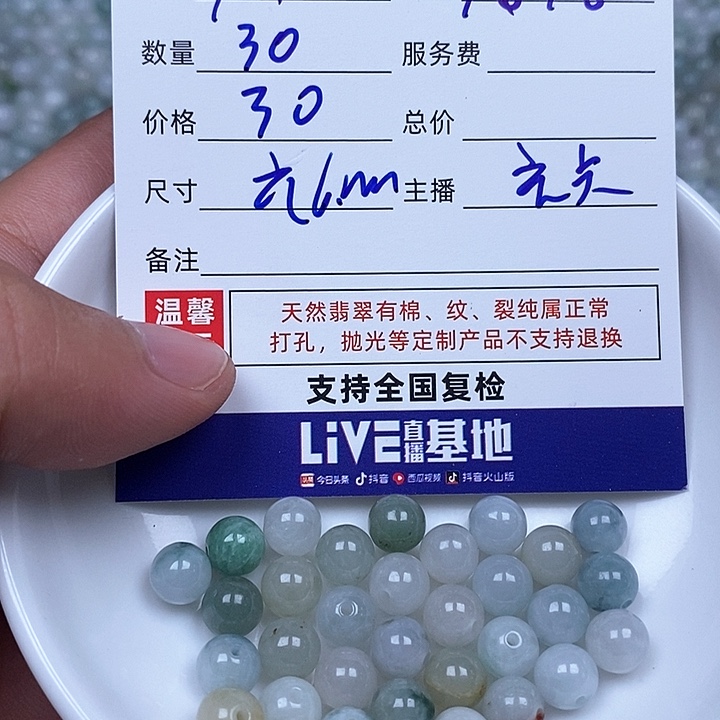 数量 30 服务费
价格 30 总价
尺寸 6.mm 主播
备注
温馨
天然翡翠有棉、纹、裂纯属正常
打孔，抛光等定制产品不支持退换
支持全国复检
LiVE直播基地
头条 今日头条 抖音 西瓜视频 抖音火山版